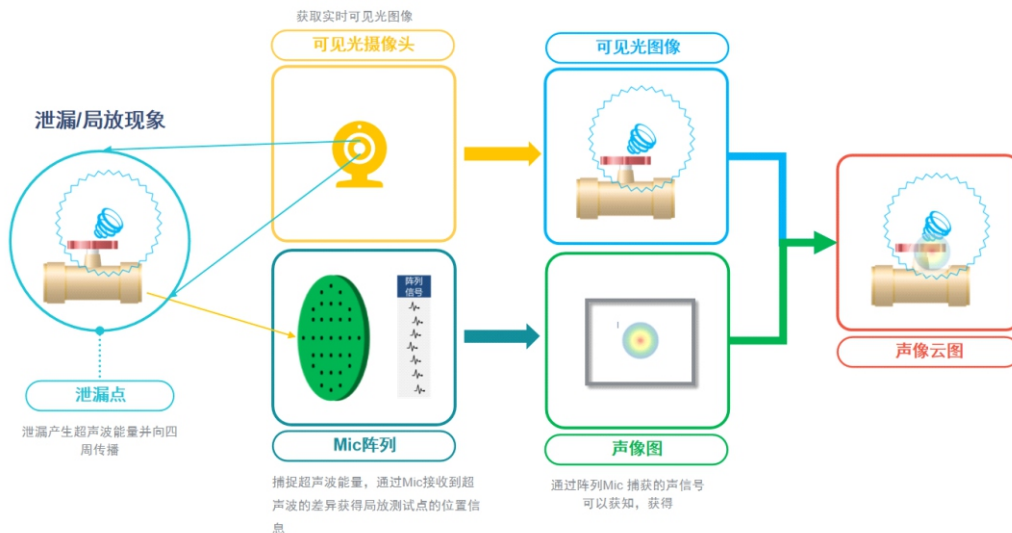 获取实时可见光图像
可见光摄像头
可见光图像
泄漏/局放现象
阵列
信号
泄漏点
泄漏产生超声波能量并向四
周传播
Mic阵列
捕捉超声波能量，通过Mic接收到超
声波的差异获得局放测试点的位置信
息
声像图
通过阵列Mic 捕获的声信号
可以获知，获得
声像云图